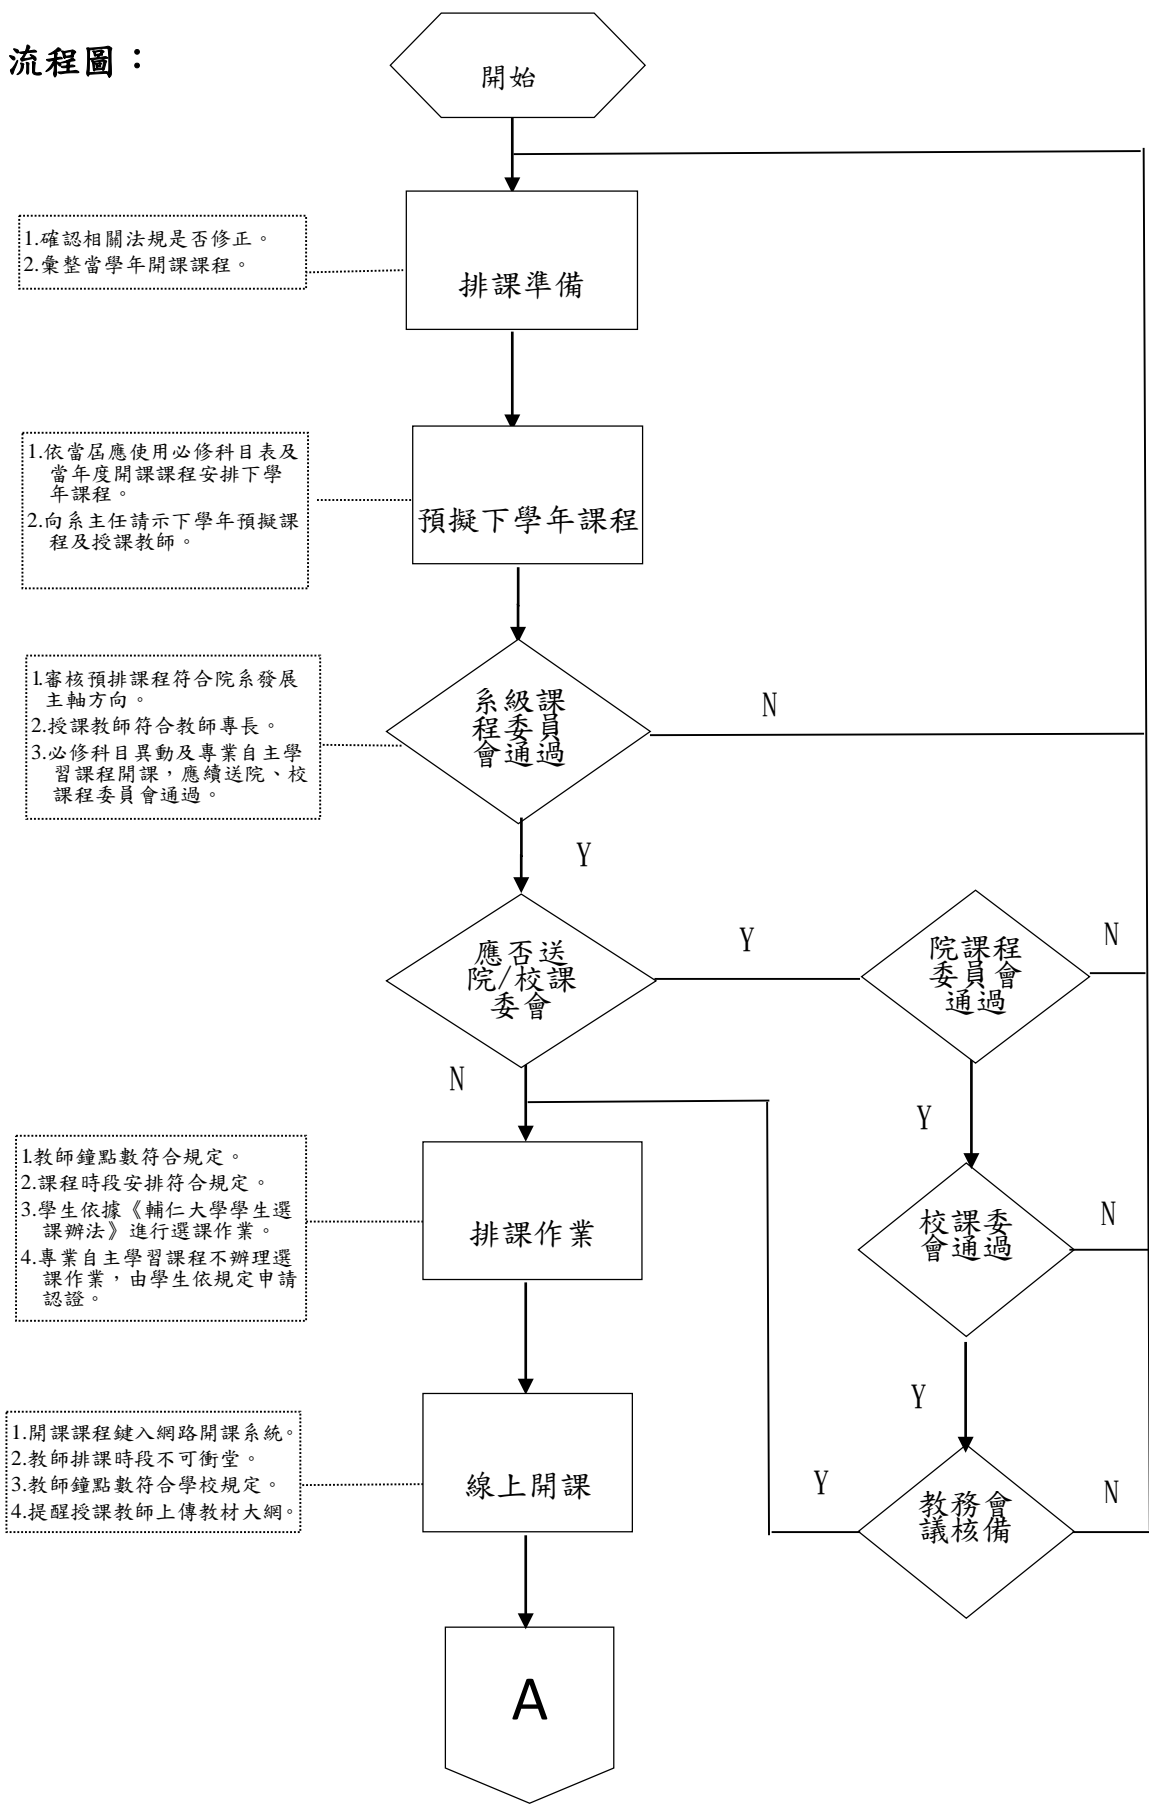 流程圖：
開始
1.確認相關法規是否修正。
2.彙整當學年開課課程。
排課準備
1.依當屆應使用必修科目表及
當年度開課課程安排下學
年課程。
2.向系主任請示下學年預擬課
程及授課教師。
預擬下學年課程
1.審核預排課程符合院系發展
主軸方向。
2.授課教師符合教師專長。
3.必修科目異動及專業自主學
習課程開課，應續送院、校
課程委員會通過。
系級課
程委員
會通過
N
Y
應否送
院/校課
委會
Y
院課程
委員會
通過
N
N
Y
1.教師鐘點數符合規定。
2.課程時段安排符合規定。
3.學生依據《輔仁大學學生選
課辦法》進行選課作業。
4.專業自主學習課程不辦理選
課作業，由學生依規定申請
認證。
排課作業
校課委
會通過
N
Y
1.開課課程鍵入網路開課系統。
2.教師排課時段不可衝堂。
3.教師鐘點數符合學校規定。
4.提醒授課教師上傳教材大綱。
線上開課
Y
教務會
議核備
N
A